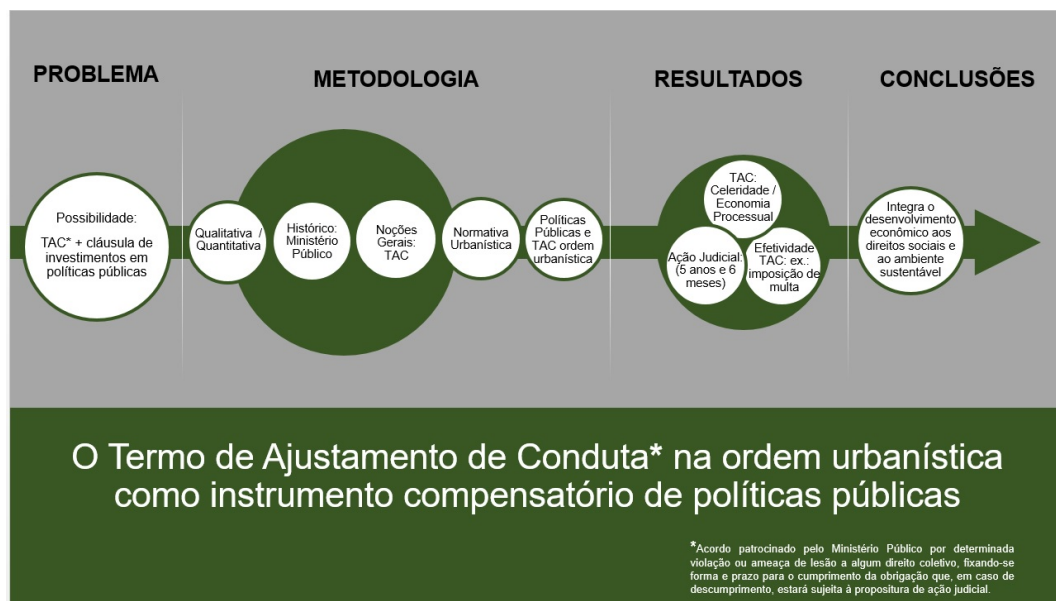 PROBLEMA
METODOLOGIA
RESULTADOS
CONCLUSÕES
Possibilidade:
TAC* + cláusula de
investimentos em
políticas públicas
Qualitativa /
Quantitativa
Histórico:
Ministério
Público
Noções
Gerais:
TAC
Normativa
Urbanística
Políticas
Públicas e
TAC ordem
urbanística
TAC:
Celeridade /
Economia
Processual
Ação Judicial:
(5 anos e 6
meses)
Efetividade
TAC: ex.:
imposição de
multa
Integra o
desenvolvimento
econômico aos
direitos sociais e
ao ambiente
sustentável
O Termo de Ajustamento de Conduta* na ordem urbanística
como instrumento compensatório de políticas públicas
*Acordo patrocinado pelo Ministério Público por determinada
violação ou ameaça de lesão a algum direito coletivo, fixando-se
forma e prazo para o cumprimento da obrigação que, em caso de
descumprimento, estará sujeita à propositura de ação judicial.